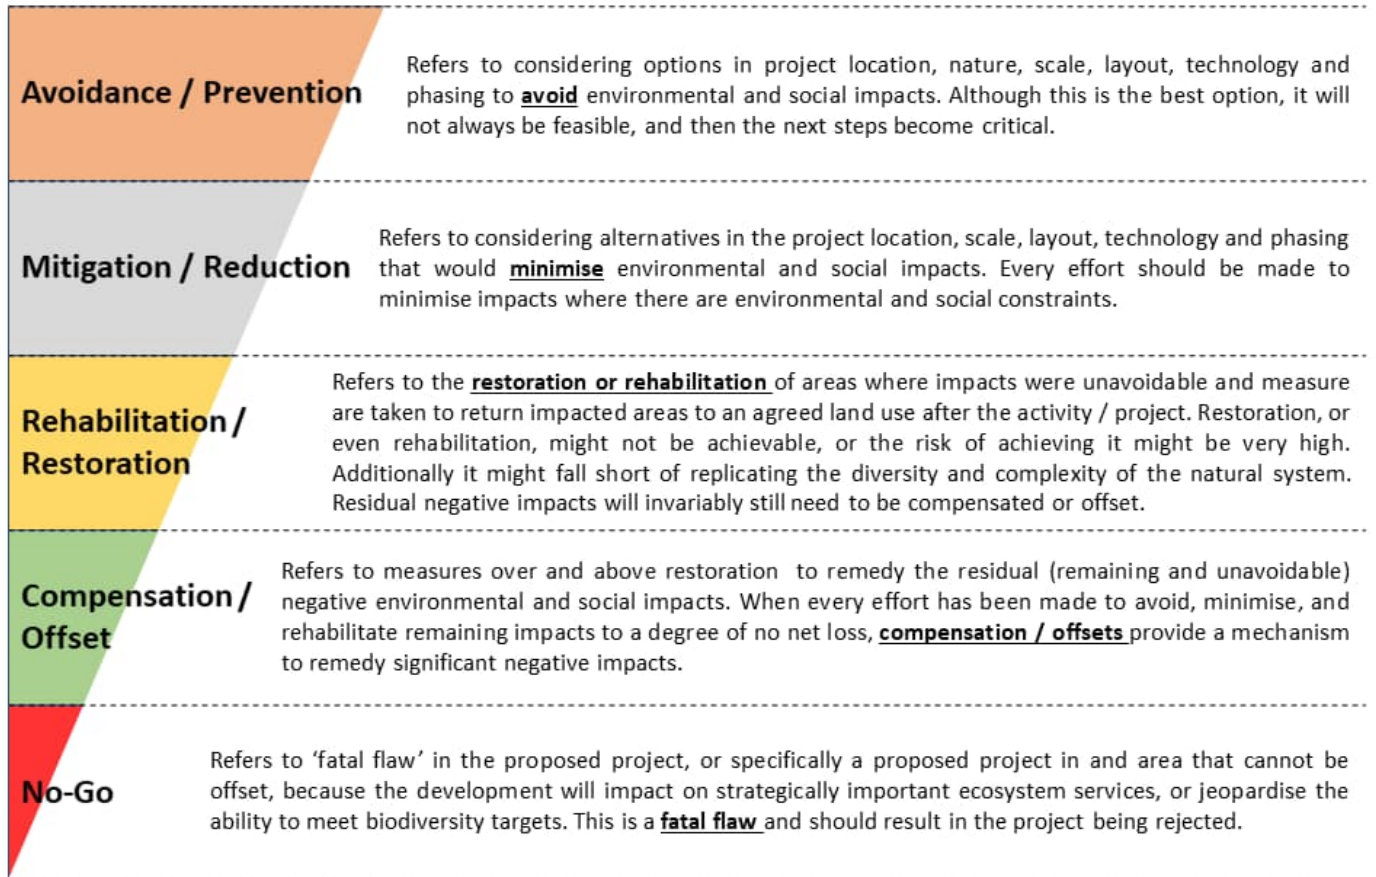 Avoidance / Prevention
Refers to considering options in project location, nature, scale, layout, technology and
phasing to avoid environmental and social impacts. Although this is the best option, it will
not always be feasible, and then the next steps become critical.
Mitigation / Reduction
Refers to considering alternatives in the project location, scale, layout, technology and phasing
that would minimise environmental and social impacts. Every effort should be made to
minimise impacts where there are environmental and social constraints.
Rehabilitation /
Restoration
Refers to the restoration or rehabilitation of areas where impacts were unavoidable and measure
are taken to return impacted areas to an agreed land use after the activity / project. Restoration, or
even rehabilitation, might not be achievable, or the risk of achieving it might be very high.
Additionally it might fall short of replicating the diversity and complexity of the natural system.
Residual negative impacts will invariably still need to be compensated or offset.
Compensation /
Offset
Refers to measures over and above restoration to remedy the residual (remaining and unavoidable)
negative environmental and social impacts. When every effort has been made to avoid, minimise, and
rehabilitate remaining impacts to a degree of no net loss, compensation / offsets provide a mechanism
to remedy significant negative impacts.
No-Go
Refers to ‘fatal flaw’ in the proposed project, or specifically a proposed project in and area that cannot be
offset, because the development will impact on strategically important ecosystem services, or jeopardise the
ability to meet biodiversity targets. This is a fatal flaw and should result in the project being rejected.